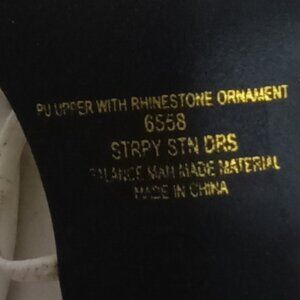 PU UPPER WITH RHINESTONE ORNAMENT
6558
STRPY STN DRS
BALANCE MAN MADE MATERIAL
MADE IN CHINA